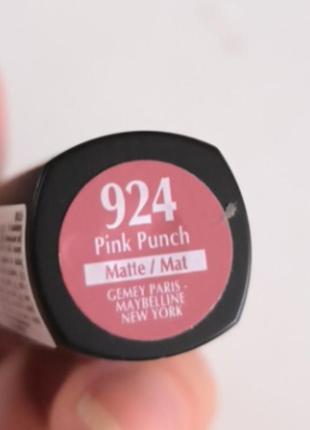 924
Pink Punch
Matte / Mat
GEMEY PARIS -
MAYBELLINE
NEW YORK